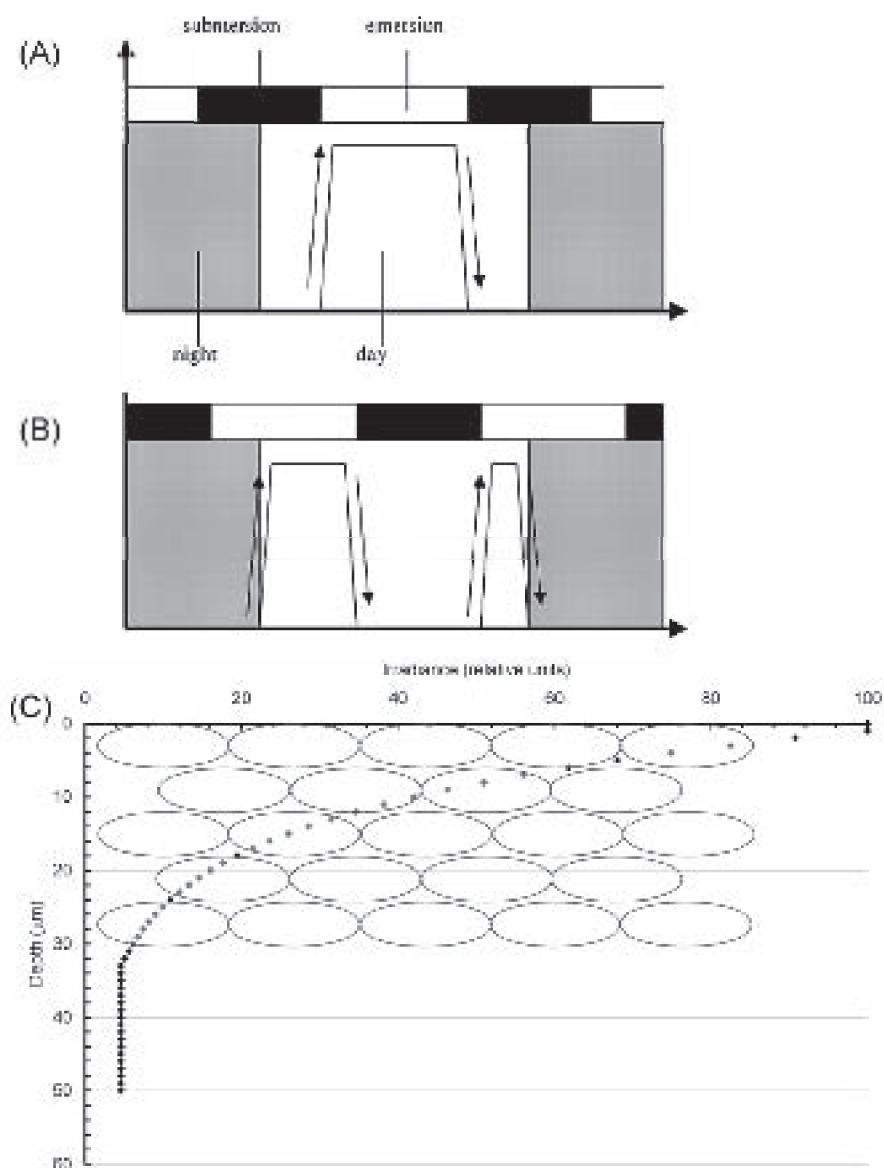 (A)
submersion emersion
night day
(B)
(C)
Irradiance (relative units)
0 20 40 60 80 100
0
10
20
30
40
50
60
Depth (µm)